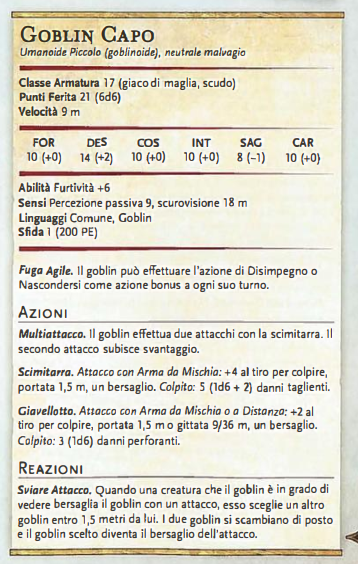 GOBLIN CAPO
Umanoide Piccolo (goblinoide), neutrale malvagio
Classe Armatura 17 (giaco di maglia, scudo)
Punti Ferita 21 (6d6)
Velocità 9 m
FOR DES COS INT SAG CAR
10 (+0) 14 (+2) 10 (+0) 10 (+0) 8 (–1) 10 (+0)
Abilità Furtività +6
Sensi Percezione passiva 9, scurovisione 18 m
Linguaggi Comune, Goblin
Sfida 1 (200 PE)
Fuga Agile. Il goblin può effettuare l'azione di Disimpegno o
Nascondersi come azione bonus a ogni suo turno.
AZIONI
Multiattacco. Il goblin effettua due attacchi con la scimitarra. Il
secondo attacco subisce svantaggio.
Scimitarra. Attacco con Arma da Mischia: +4 al tiro per colpire,
portata 1,5 m, un bersaglio. Colpito: 5 (1d6 + 2) danni taglienti.
Giavellotto. Attacco con Arma da Mischia o a Distanza: +2 al
tiro per colpire, portata 1,5 m o gittata 9/36 m, un bersaglio.
Colpito: 3 (1d6) danni perforanti.
REAZIONI
Sviare Attacco. Quando una creatura che il goblin è in grado di
vedere bersaglia il goblin con un attacco, esso sceglie un altro
goblin entro 1,5 metri da lui. I due goblin si scambiano di posto
e il goblin scelto diventa il bersaglio dell'attacco.